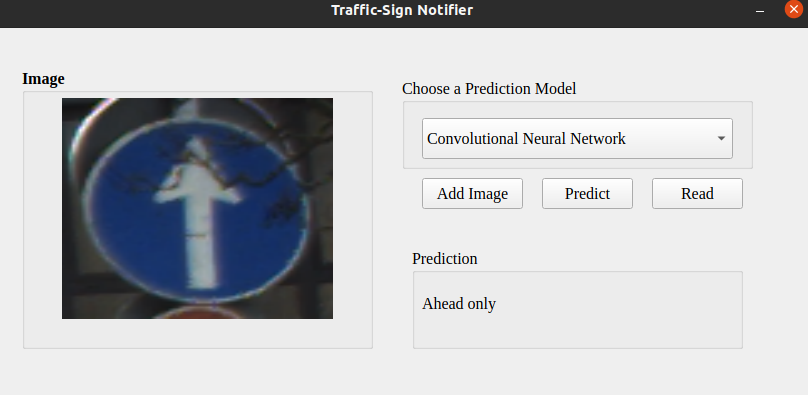 Traffic-Sign Notifier
Image
Choose a Prediction Model
Convolutional Neural Network
Add Image
Predict
Read
Prediction
Ahead only